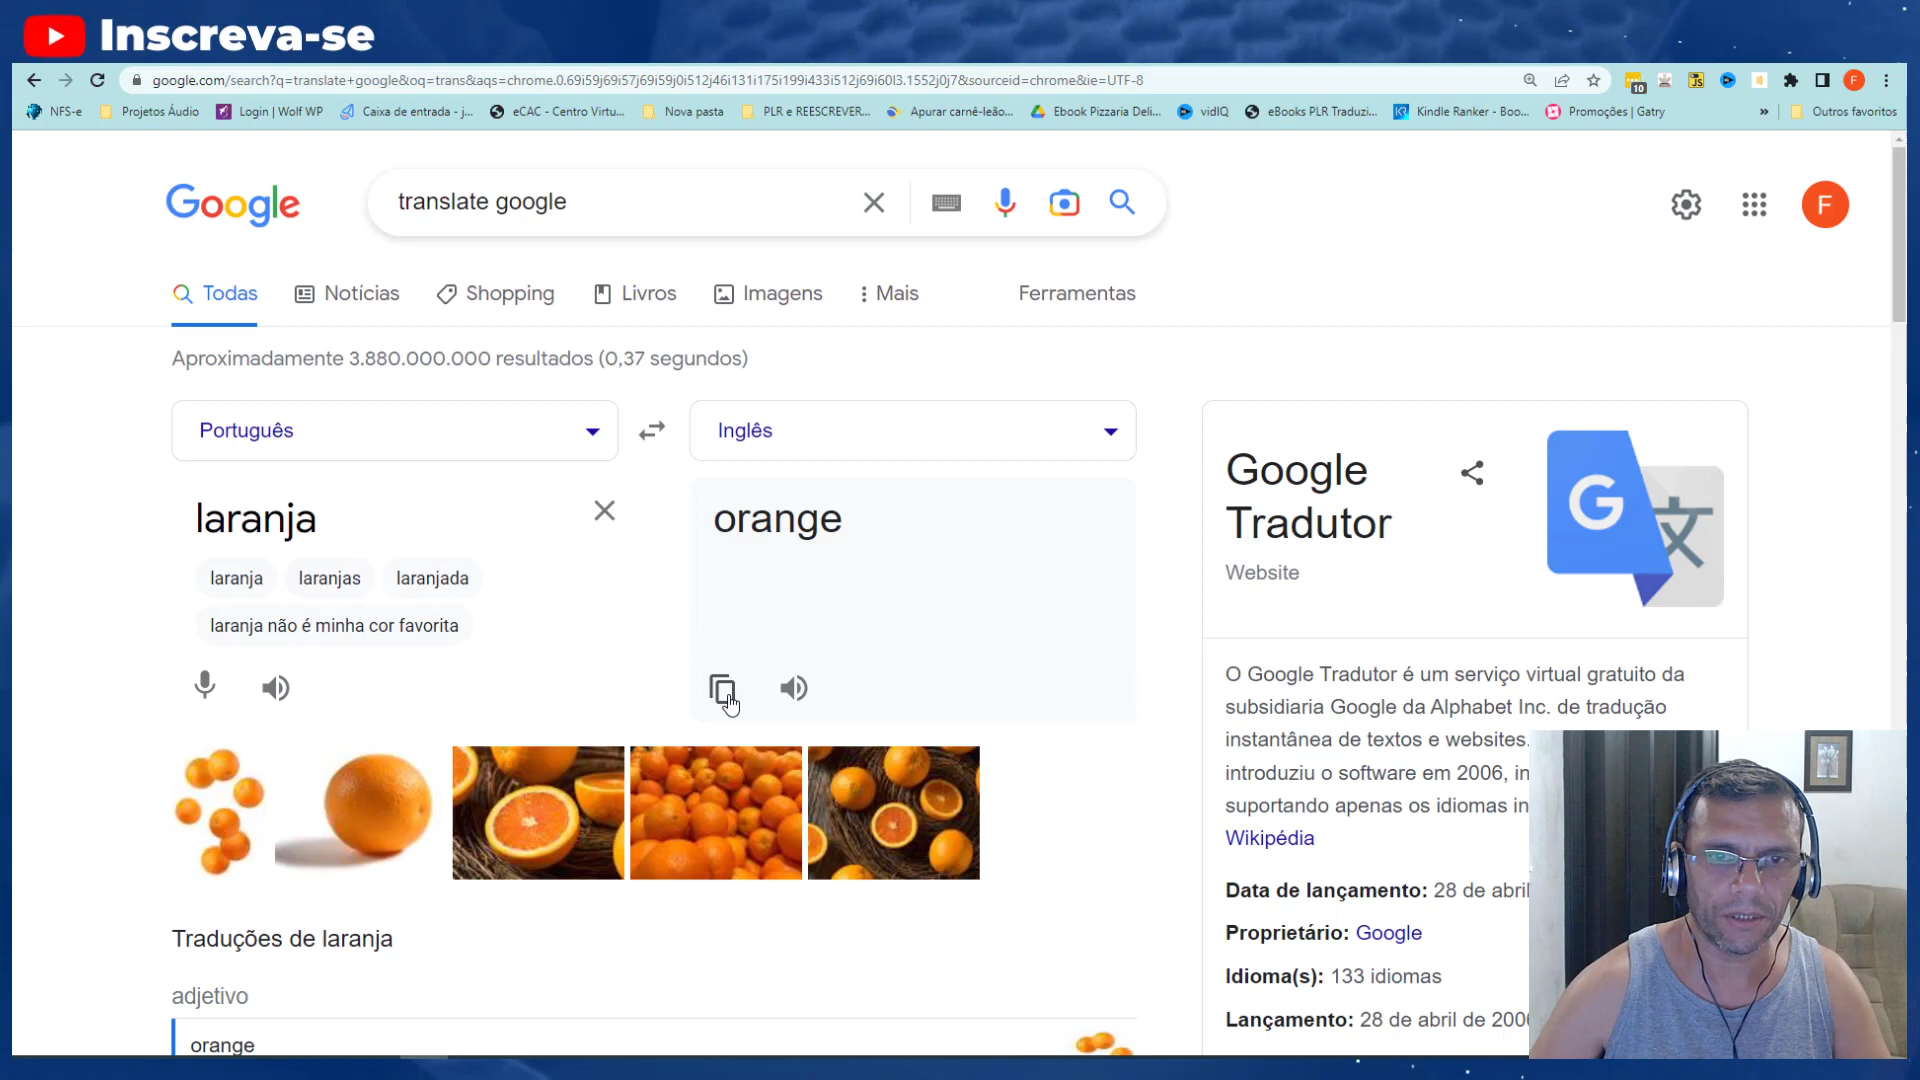 Inscreva-se
google.com/search?q=translate+google&oq=trans&aqs=chrome.0.69i59j69i57j69i59j0i512j46i131i175i199i433i512j69i60l3.1552j0j7&sourceid=chrome&ie=UTF-8
10
F
NFS-e
Projetos Áudio
Login | Wolf WP
Caixa de entrada - j...
eCAC - Centro Virtu...
Nova pasta
PLR e REESCREVER...
Apurar carnê-leão...
Ebook Pizzaria Deli...
vidIQ
eBooks PLR Traduzi...
Kindle Ranker - Boo...
Promoções | Gatry
»
Outros favoritos
Google
translate google
F
Todas
Notícias
Shopping
Livros
Imagens
Mais
Ferramentas
Aproximadamente 3.880.000.000 resultados (0,37 segundos)
Português
Inglês
laranja
orange
laranja
laranjas
laranjada
laranja não é minha cor favorita
Google
Tradutor
Website
G
文
O Google Tradutor é um serviço virtual gratuito da
subsidiaria Google da Alphabet Inc. de tradução
instantânea de textos e websites.
introduziu o software em 2006, in
suportando apenas os idiomas in
Wikipédia
Data de lançamento: 28 de abril
Proprietário: Google
Idioma(s): 133 idiomas
Lançamento: 28 de abril de 2006
Traduções de laranja
adjetivo
orange